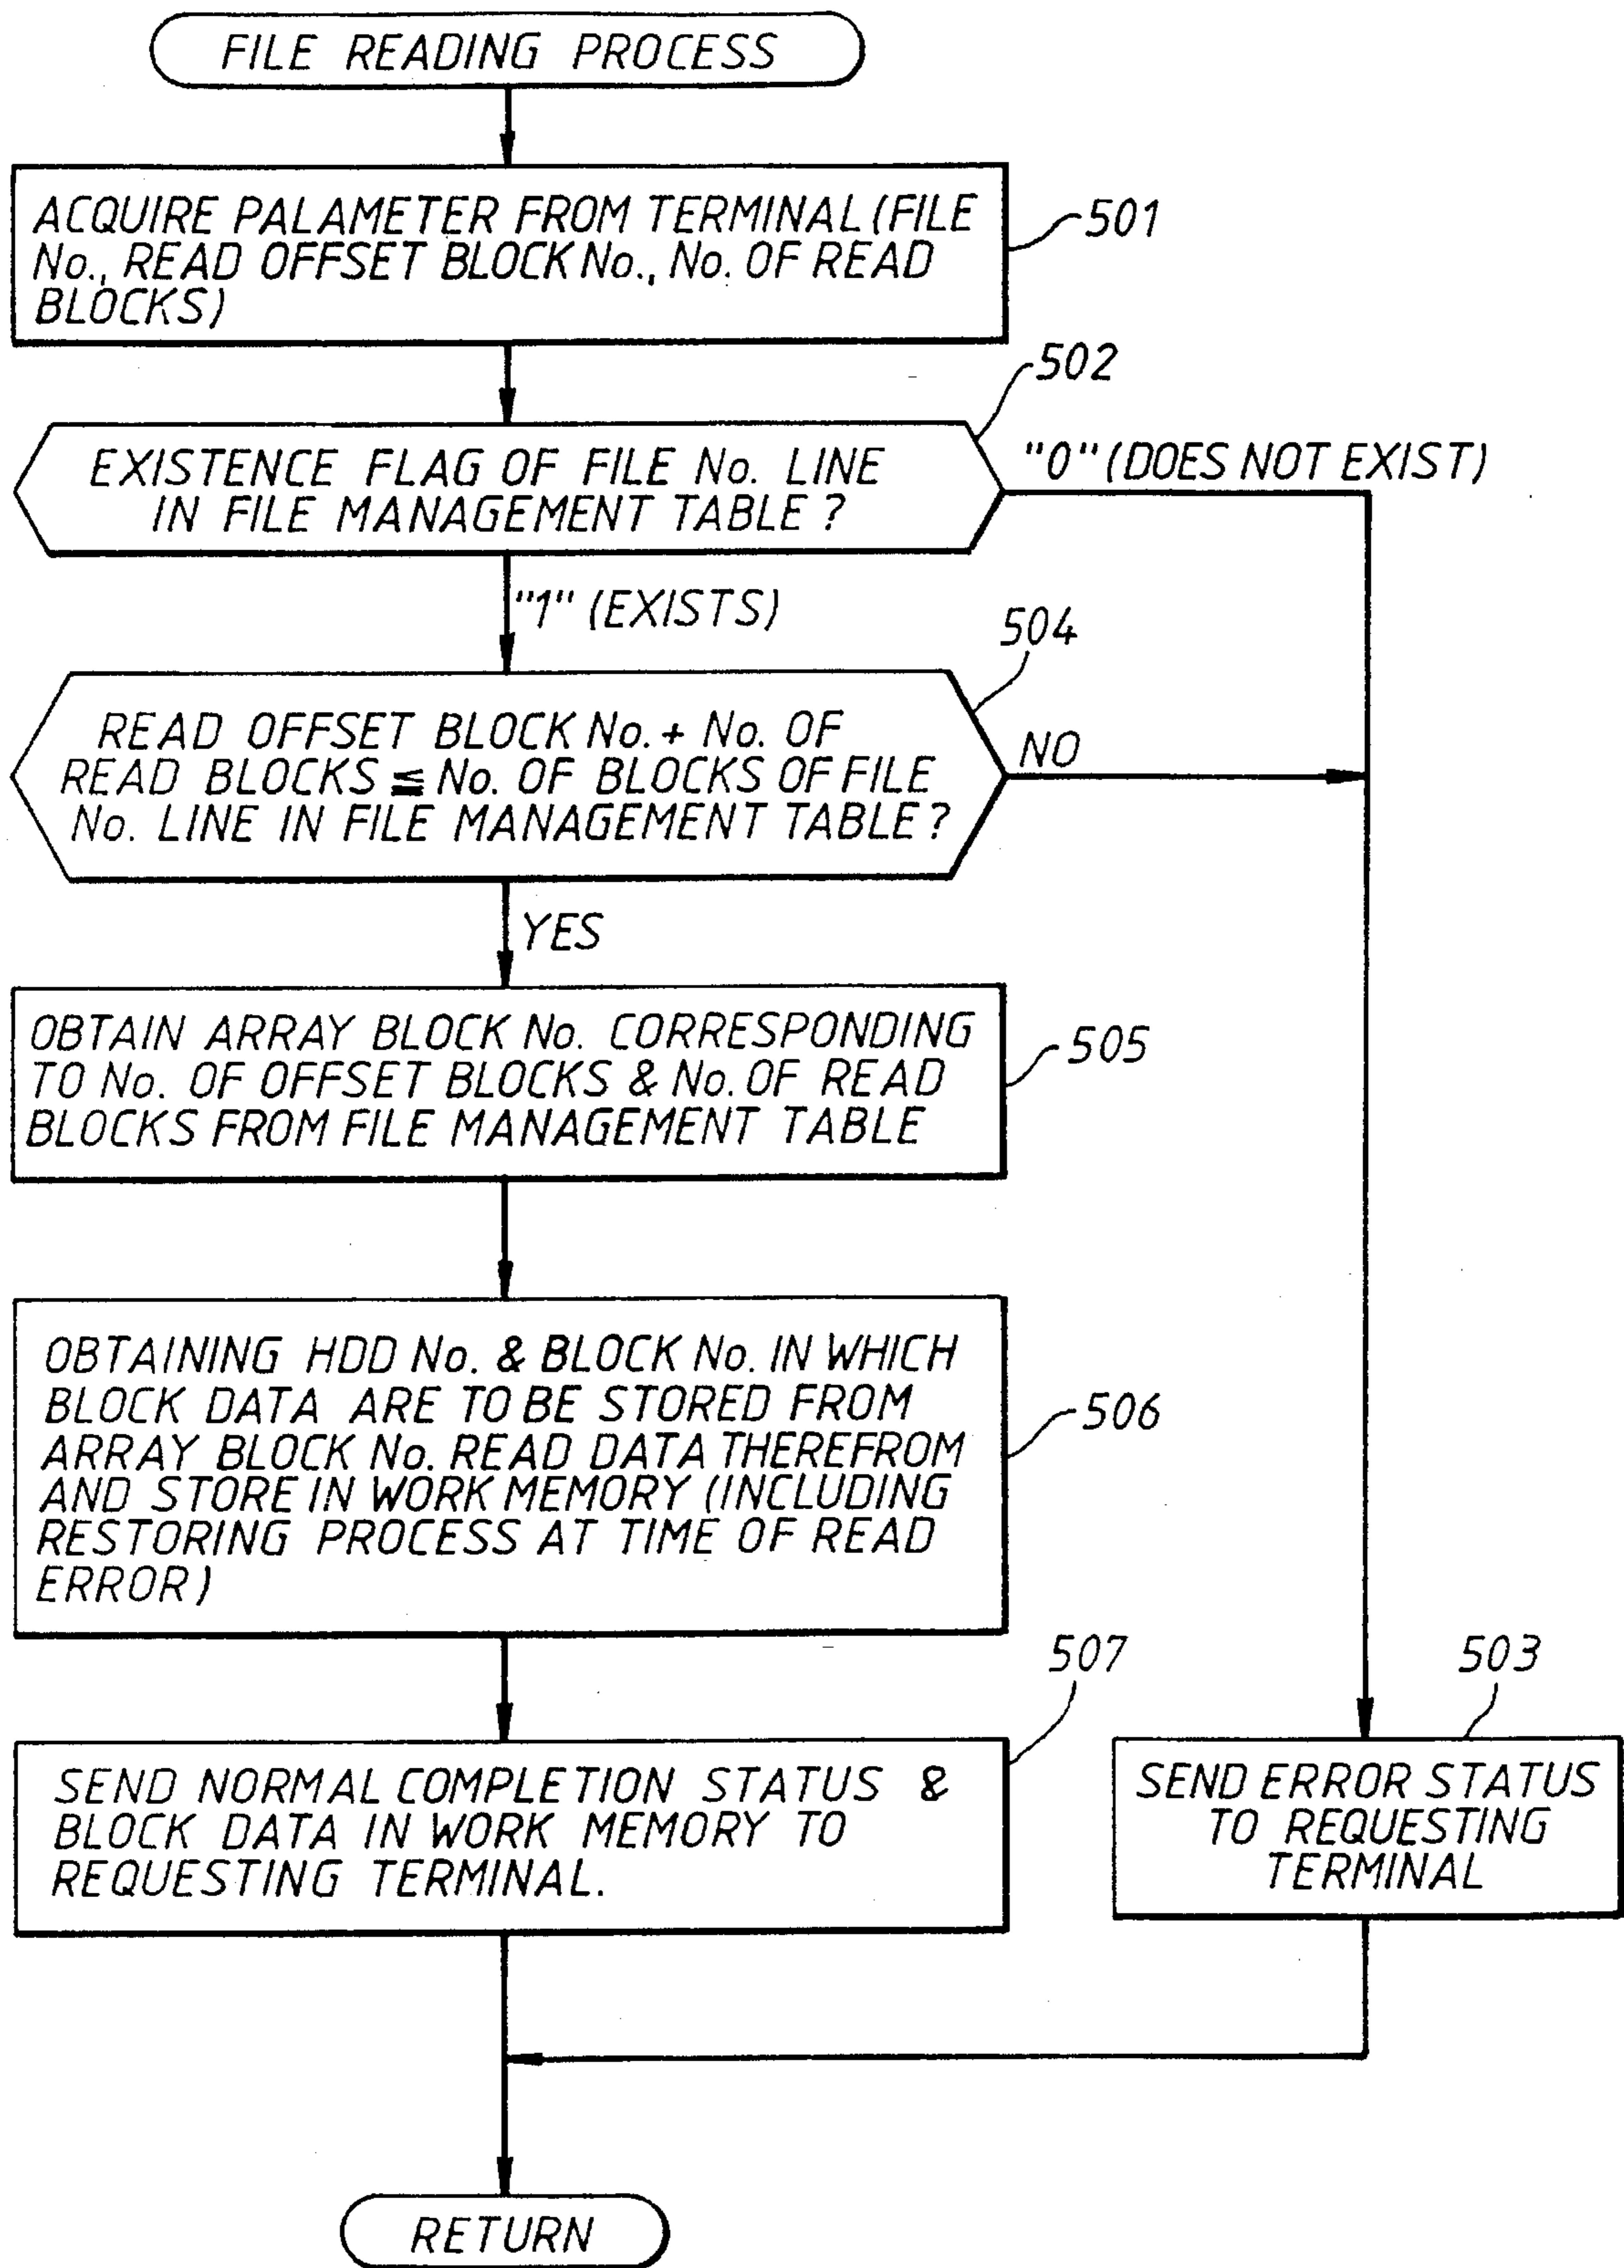 FILE READING PROCESS
ACQUIRE PALAMETER FROM TERMINAL (FILE
No., READ OFFSET BLOCK No., No. OF READ
BLOCKS)
501
502
EXISTENCE FLAG OF FILE No. LINE
IN FILE MANAGEMENT TABLE ?
"0" (DOES NOT EXIST)
"1" (EXISTS)
504
READ OFFSET BLOCK No. + No. OF
READ BLOCKS ≦ No. OF BLOCKS OF FILE
No. LINE IN FILE MANAGEMENT TABLE ?
NO
YES
OBTAIN ARRAY BLOCK No. CORRESPONDING
TO No. OF OFFSET BLOCKS & No. OF READ
BLOCKS FROM FILE MANAGEMENT TABLE
505
OBTAINING HDD No. & BLOCK No. IN WHICH
BLOCK DATA ARE TO BE STORED FROM
ARRAY BLOCK No. READ DATA THEREFROM
AND STORE IN WORK MEMORY (INCLUDING
RESTORING PROCESS AT TIME OF READ
ERROR)
506
507
SEND NORMAL COMPLETION STATUS &
BLOCK DATA IN WORK MEMORY TO
REQUESTING TERMINAL.
503
SEND ERROR STATUS
TO REQUESTING
TERMINAL
RETURN